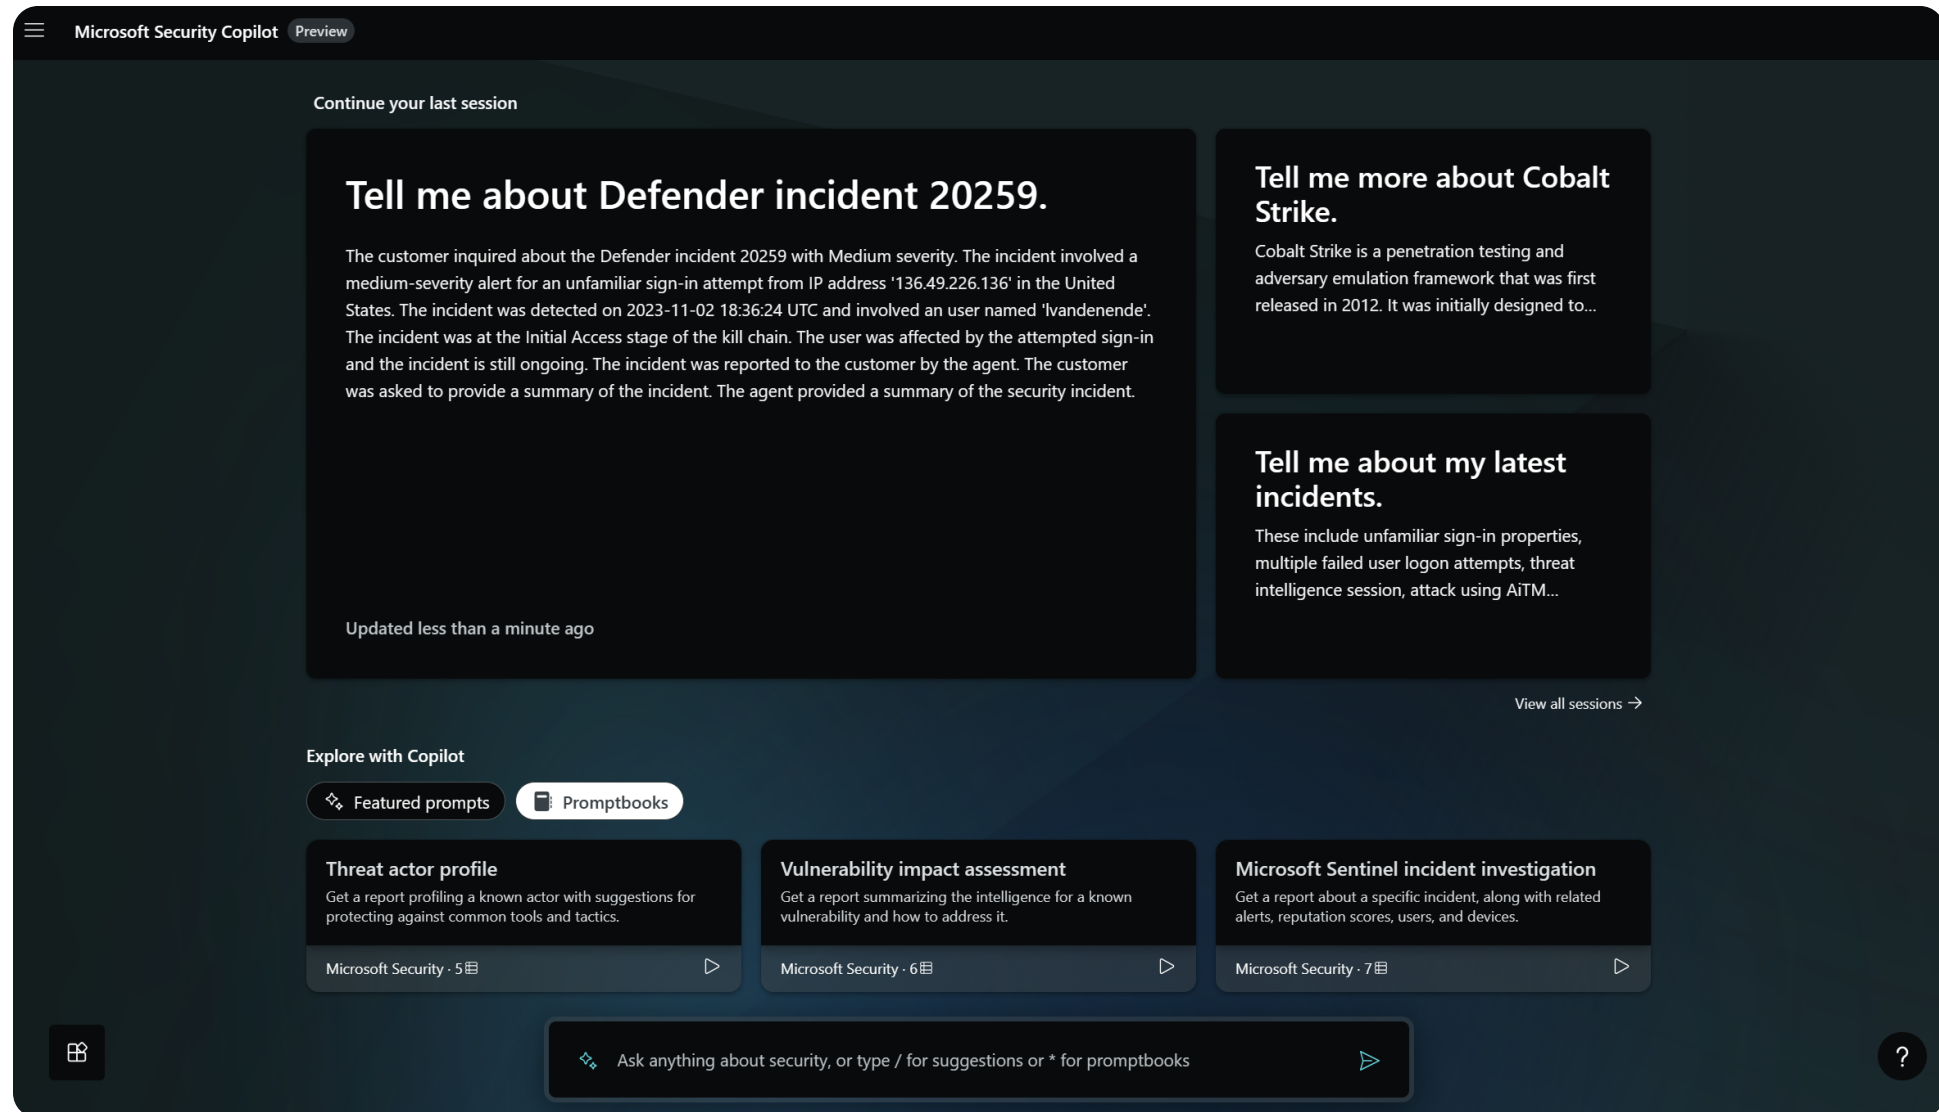 Microsoft Security Copilot Preview
Continue your last session
Tell me about Defender incident 20259.
The customer inquired about the Defender incident 20259 with Medium severity. The incident involved a
medium-severity alert for an unfamiliar sign-in attempt from IP address '136.49.226.136' in the United
States. The incident was detected on 2023-11-02 18:36:24 UTC and involved an user named 'lvandenende'.
The incident was at the Initial Access stage of the kill chain. The user was affected by the attempted sign-in
and the incident is still ongoing. The incident was reported to the customer by the agent. The customer
was asked to provide a summary of the incident. The agent provided a summary of the security incident.
Updated less than a minute ago
Tell me more about Cobalt
Strike.
Cobalt Strike is a penetration testing and
adversary emulation framework that was first
released in 2012. It was initially designed to...
Tell me about my latest
incidents.
These include unfamiliar sign-in properties,
multiple failed user logon attempts, threat
intelligence session, attack using AiTM...
View all sessions →
Explore with Copilot
Featured prompts
Promptbooks
Threat actor profile
Get a report profiling a known actor with suggestions for
protecting against common tools and tactics.
Microsoft Security · 5
Vulnerability impact assessment
Get a report summarizing the intelligence for a known
vulnerability and how to address it.
Microsoft Security · 6
Microsoft Sentinel incident investigation
Get a report about a specific incident, along with related
alerts, reputation scores, users, and devices.
Microsoft Security · 7
Ask anything about security, or type / for suggestions or * for promptbooks
?